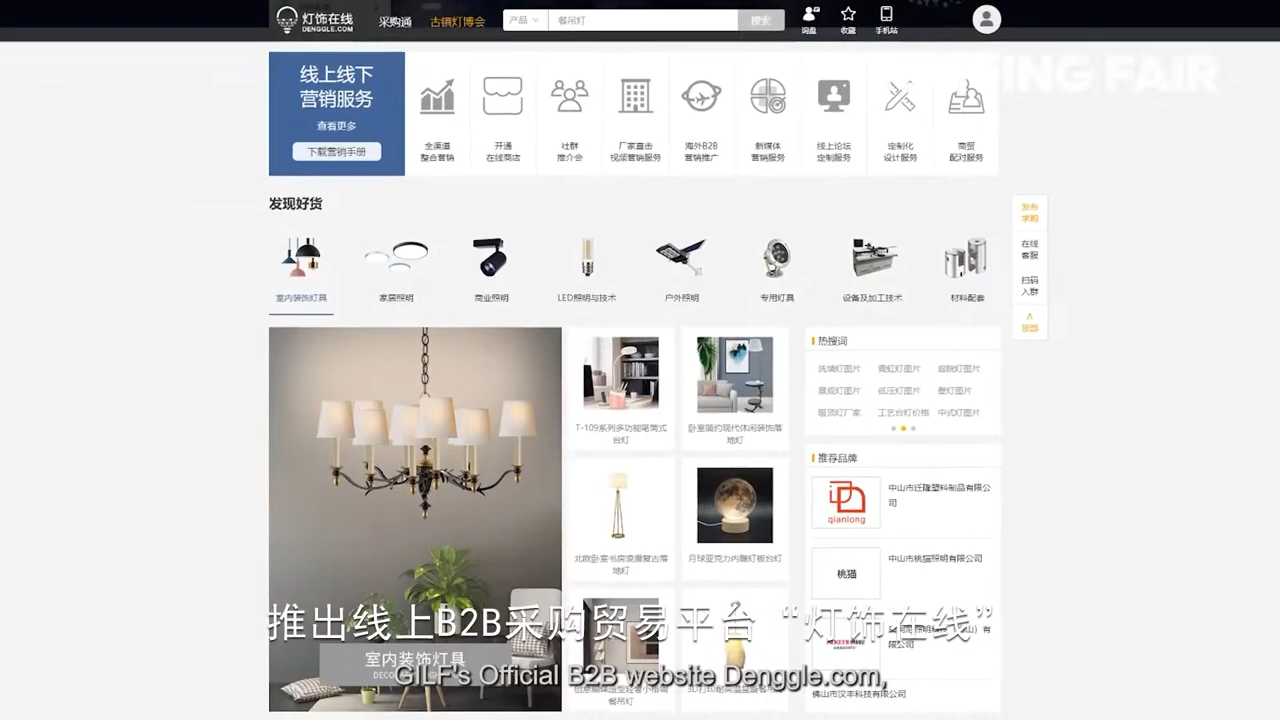 灯饰在线
DENGGLE.COM
采购通
古镇灯博会
产品
餐吊灯
搜索
询盘
收藏
手机站
线上线下
营销服务
查看更多
下载营销手册
全渠道
整合营销
开通
在线商店
社群
推介会
厂家直击
视频营销服务
海外B2B
营销推广
新媒体
营销服务
线上论坛
定制服务
定制化
设计服务
商贸
配对服务
ING FAIR
发现好货
发布
求购
在线
客服
扫码
入群
顶部
室内装饰灯具
家居照明
商业照明
LED照明与技术
户外照明
专用灯具
设备及加工技术
材料配套
T-109系列多功能笔筒式
台灯
卧室简约现代休闲装饰落
地灯
北欧卧室书房浪漫复古落
地灯
月球亚克力内雕灯板台灯
热搜词
洗墙灯图片
霓虹灯图片
庭院灯图片
景观灯图片
低压灯图片
壁灯图片
吸顶灯厂家
工艺台灯价格
中式灯图片
推荐品牌
qianlong
中山市迁隆塑料制品有限公
司
桃猫
中山市桃猫照明有限公司
佛山市汉丰科技有限公司
室内装饰灯具
推出线上B2B采购贸易平台“灯饰在线”
GILF's Official B2B website Denggle.com,
餐吊灯